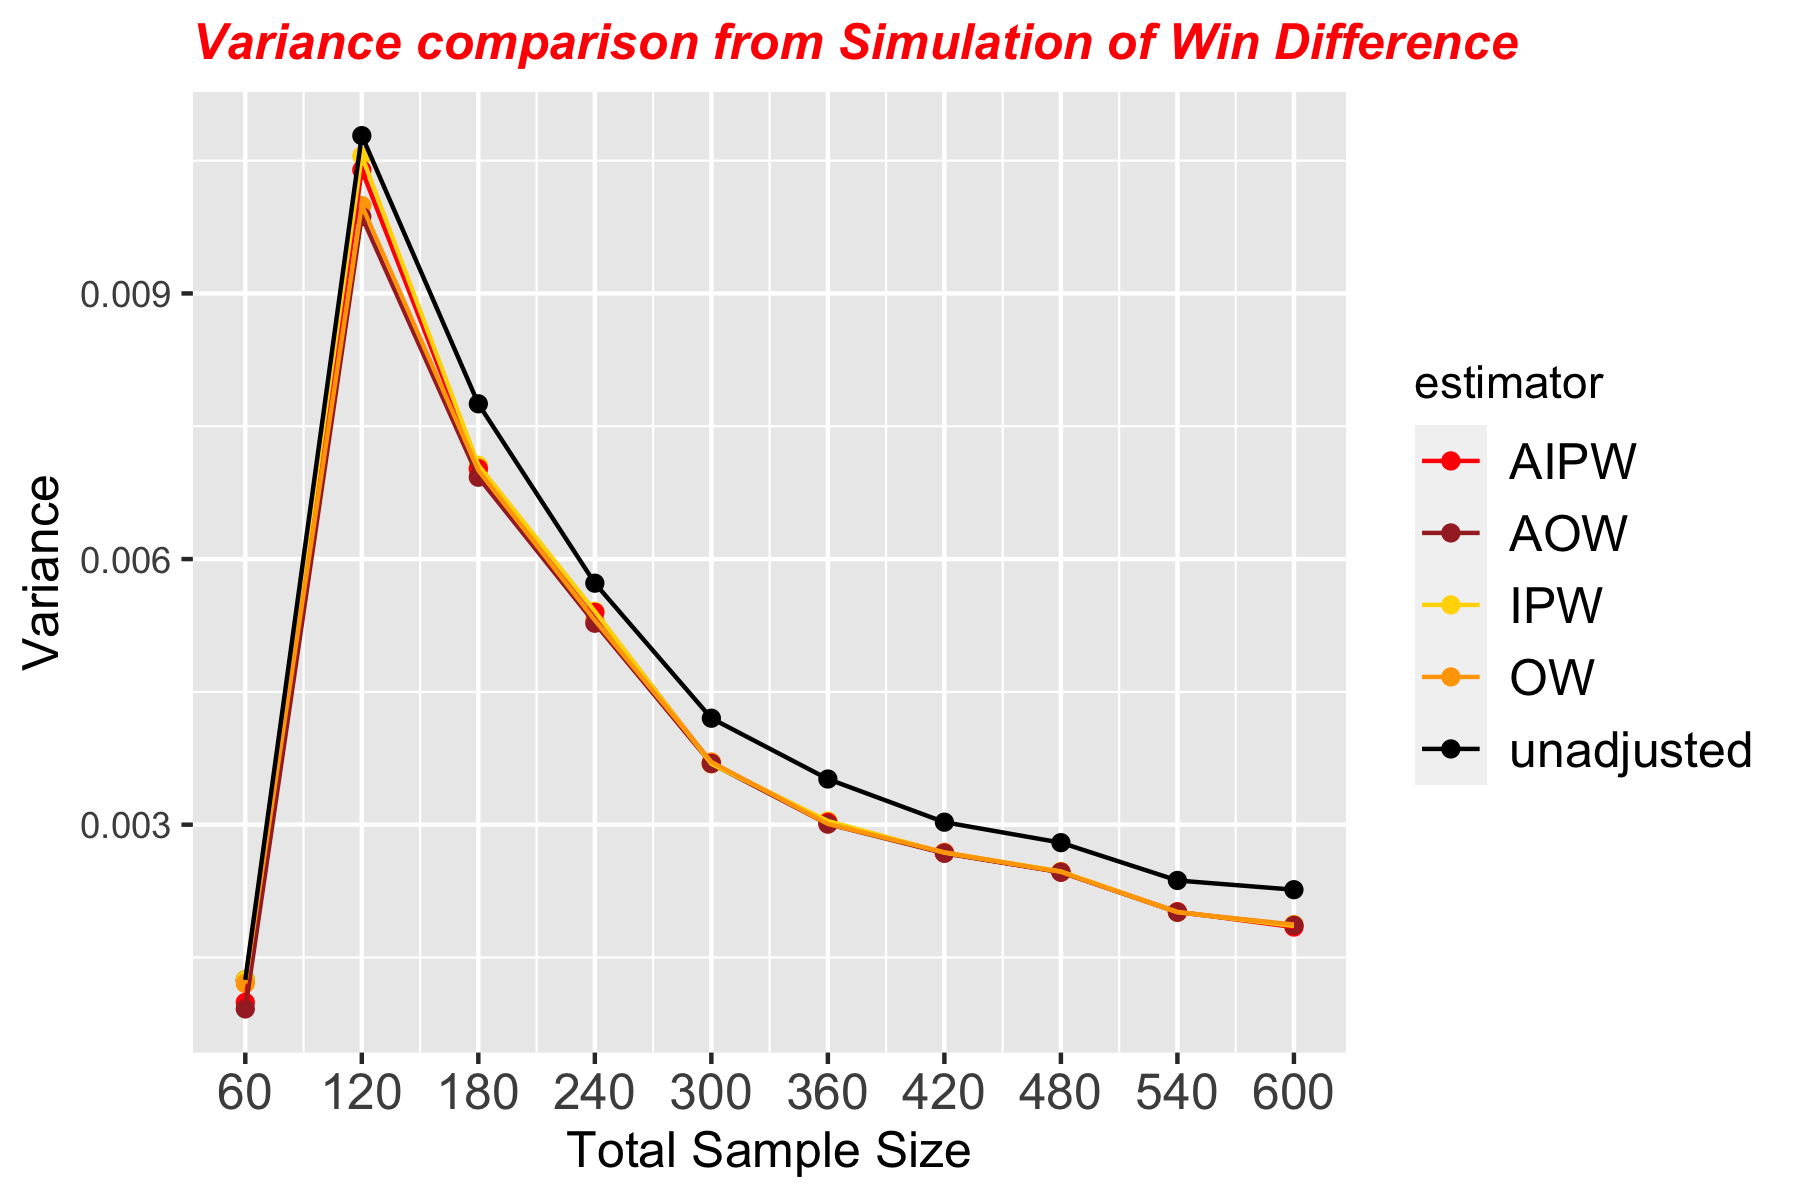 Variance comparison from Simulation of Win Difference
0.009
0.006
0.003
Variance
60 120 180 240 300 360 420 480 540 600
Total Sample Size
estimator
AIPW
AOW
IPW
OW
unadjusted